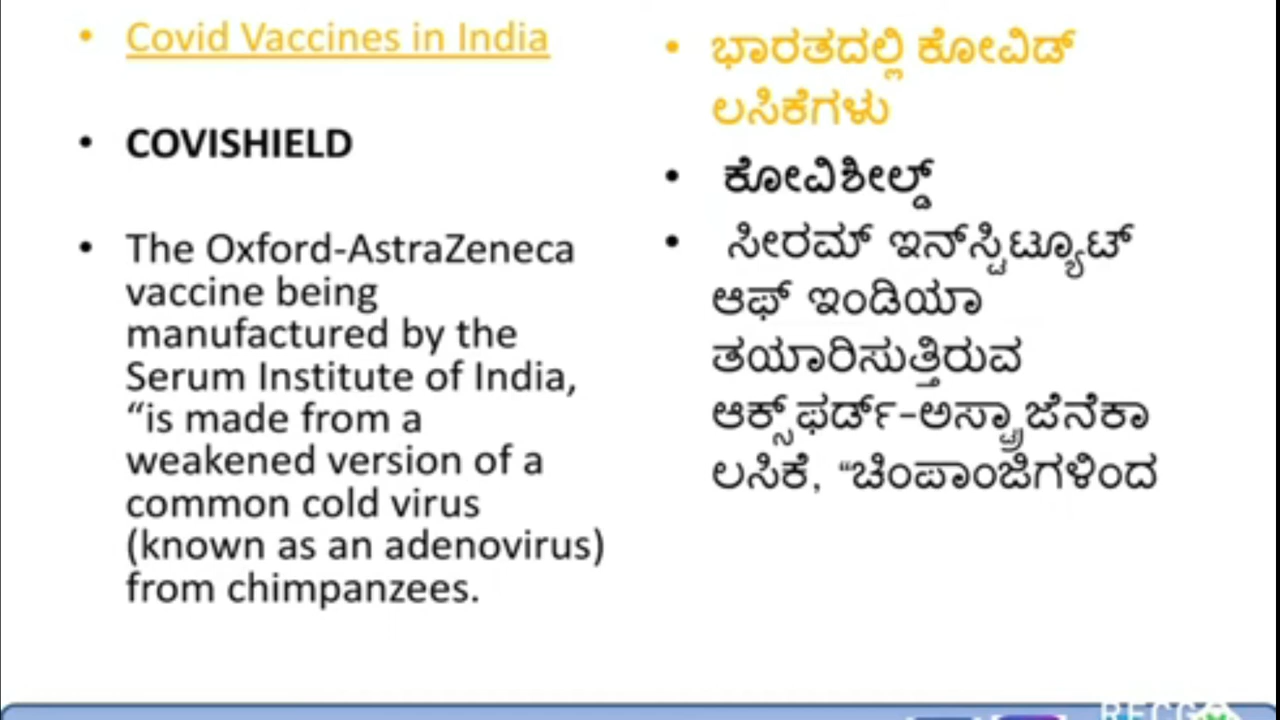 Covid Vaccines in India
COVISHIELD
The Oxford-AstraZeneca
vaccine being
manufactured by the
Serum Institute of India,
“is made from a
weakened version of a
common cold virus
(known as an adenovirus)
from chimpanzees.
ಭಾರತದಲ್ಲಿ ಕೋವಿಡ್
ಲಸಿಕೆಗಳು
ಕೋವಿಶೀಲ್ಡ್
ಸೀರಮ್ ಇನ್‌ಸ್ಟಿಟ್ಯೂಟ್
ಆಫ್ ಇಂಡಿಯಾ
ತಯಾರಿಸುತ್ತಿರುವ
ಆಕ್ಸ್‌ಫರ್ಡ್-ಅಸ್ಟ್ರಾಜೆನೆಕಾ
ಲಸಿಕೆ, “ಚಿಂಪಾಂಜಿಗಳಿಂದ